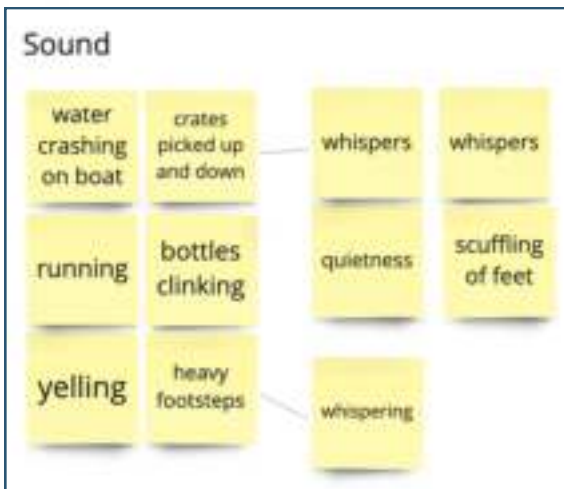 Sound
water
crashing
on boat
crates
picked up
and down
whispers
whispers
running
bottles
clinking
quietness
scuffling
of feet
yelling
heavy
footsteps
whispering